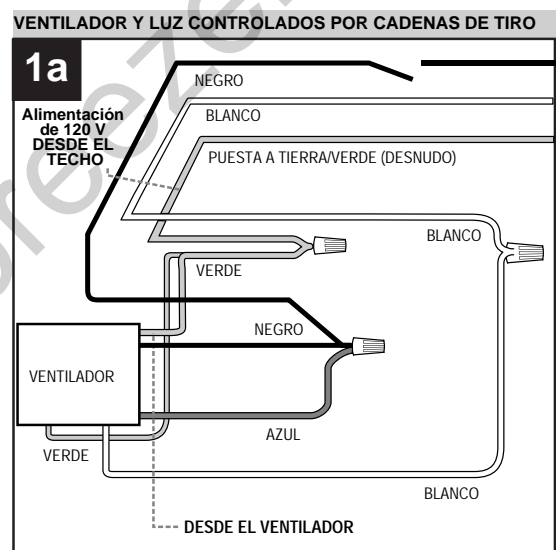 VENTILADOR Y LUZ CONTROLADOS POR CADENAS DE TIRO
1a
NEGRO
Alimentación
de 120 V
DESDE EL
TECHO
BLANCO
PUESTA A TIERRA/VERDE (DESNUDO)
BLANCO
VERDE
NEGRO
VENTILADOR
AZUL
VERDE
BLANCO
DESDE EL VENTILADOR